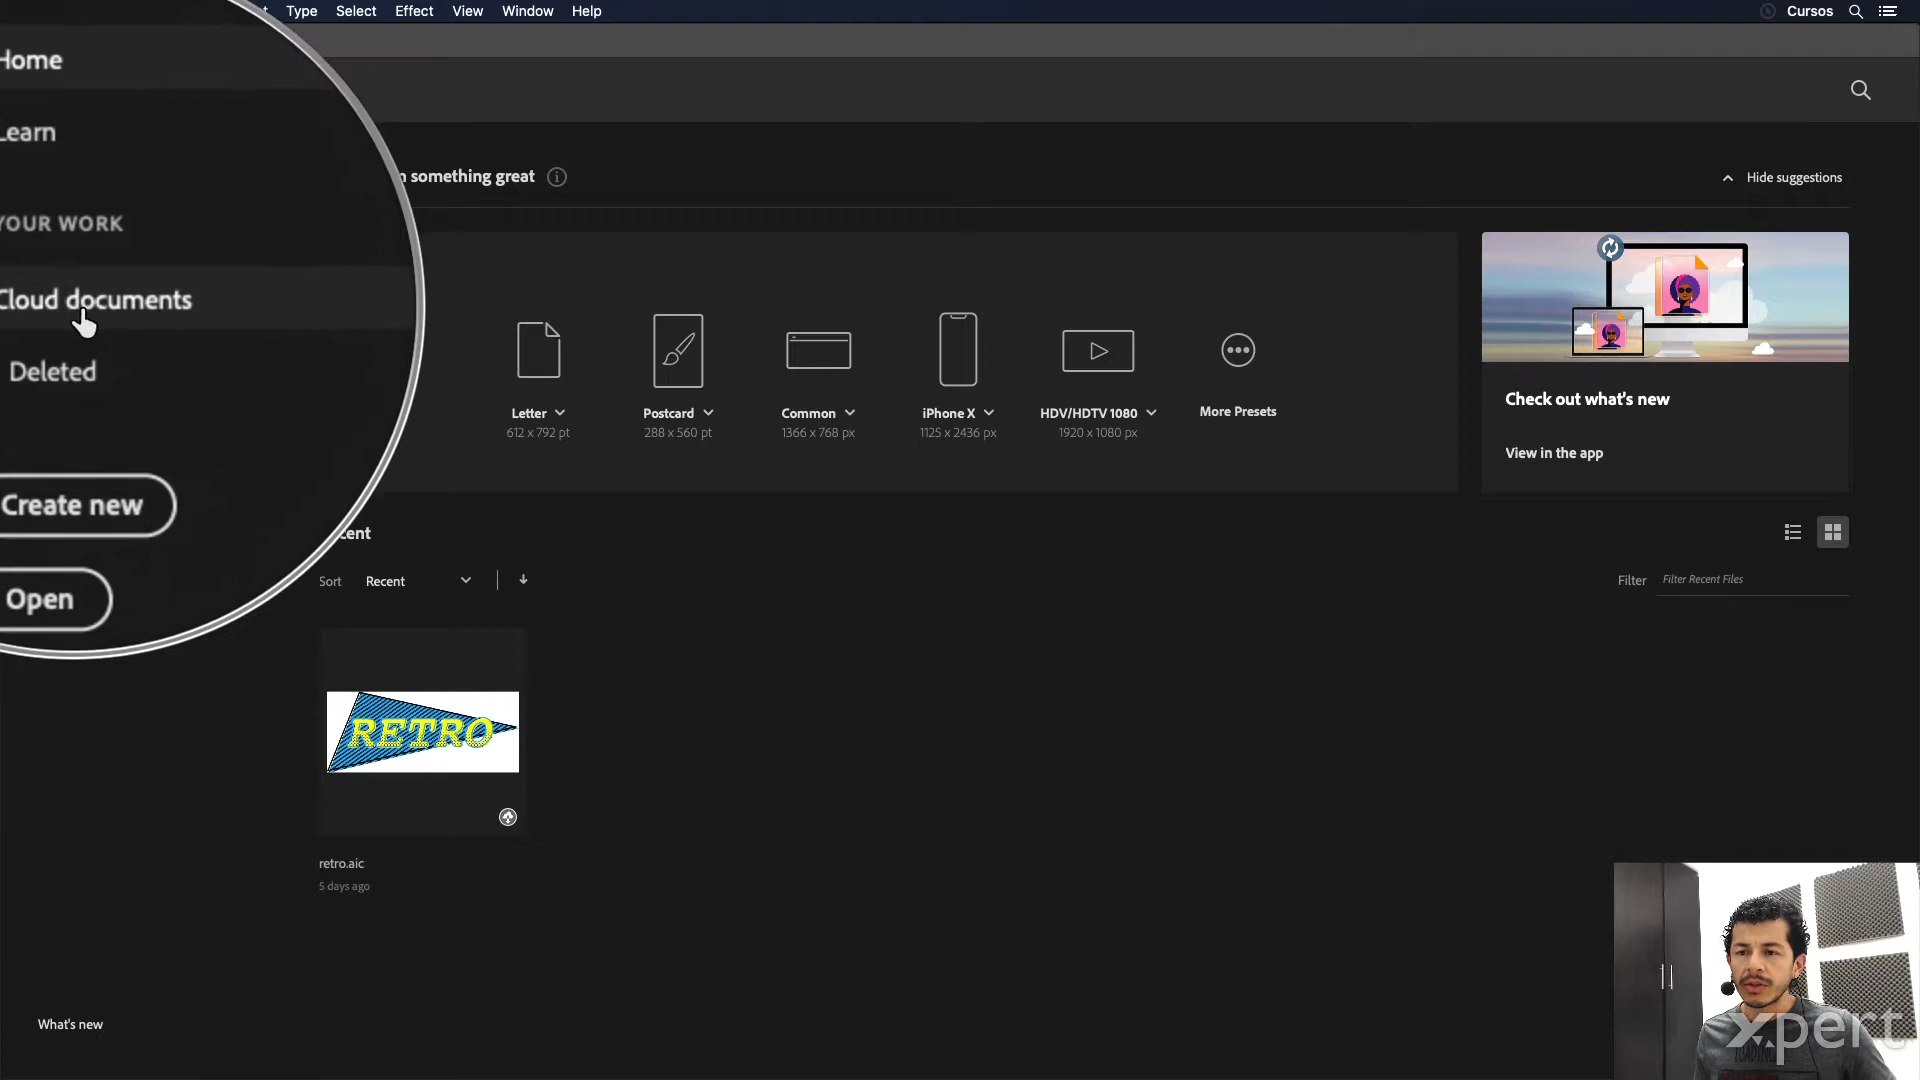 Type Select Effect View Window Help
Cursos
Home
Learn
YOUR WORK
Cloud documents
Deleted
Create new
Open
something great
Hide suggestions
Letter
612 x 792 pt
Postcard
288 x 560 pt
Common
1366 x 768 px
iPhone X
1125 x 2436 px
HDV/HDTV 1080
1920 x 1080 px
More Presets
Check out what's new
View in the app
Sort Recent
Filter Filter Recent Files
RETRO
retro.aic
5 days ago
What's new
xpert
LOADING